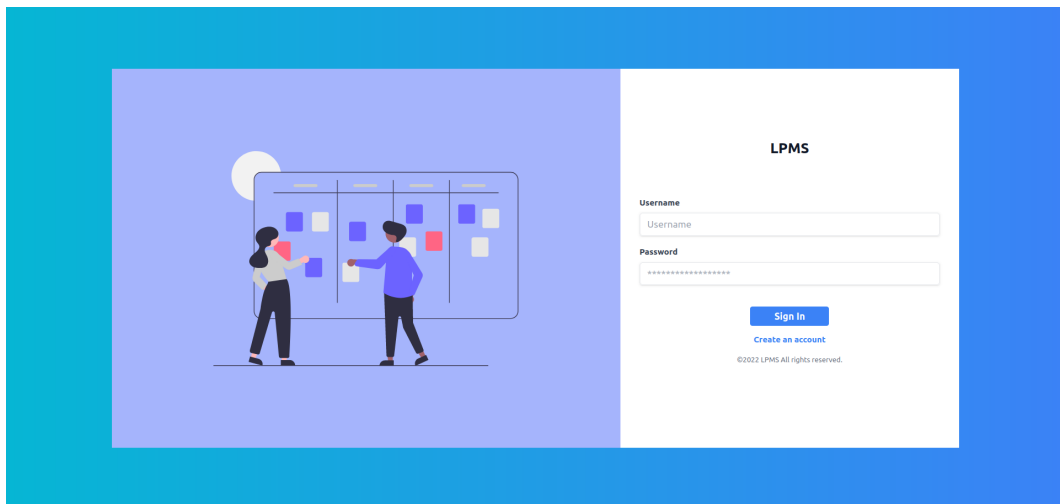 LPMS
Username
Username
Password
******************
Sign In
Create an account
©2022 LPMS All rights reserved.